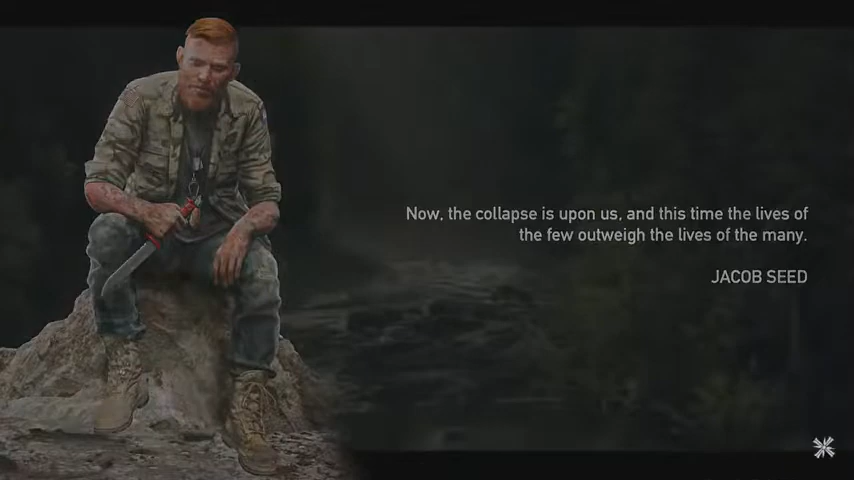 Now, the collapse is upon us, and this time the lives of
the few outweigh the lives of the many.
JACOB SEED